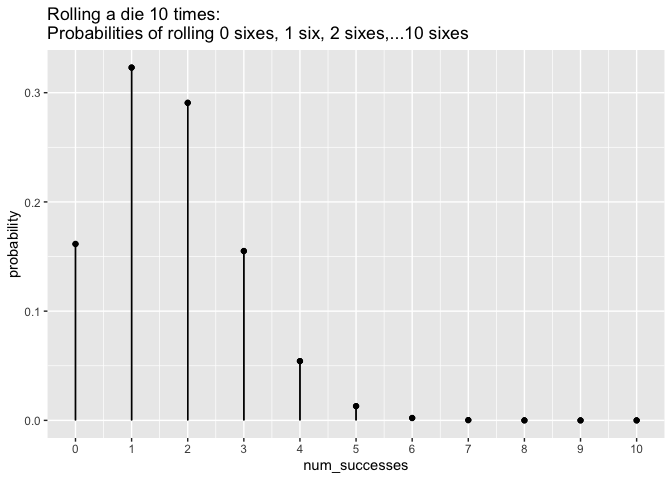 Rolling a die 10 times:
Probabilities of rolling 0 sixes, 1 six, 2 sixes,...10 sixes
0.3
0.2
0.1
0.0
probability
0 1 2 3 4 5 6 7 8 9 10
num_successes